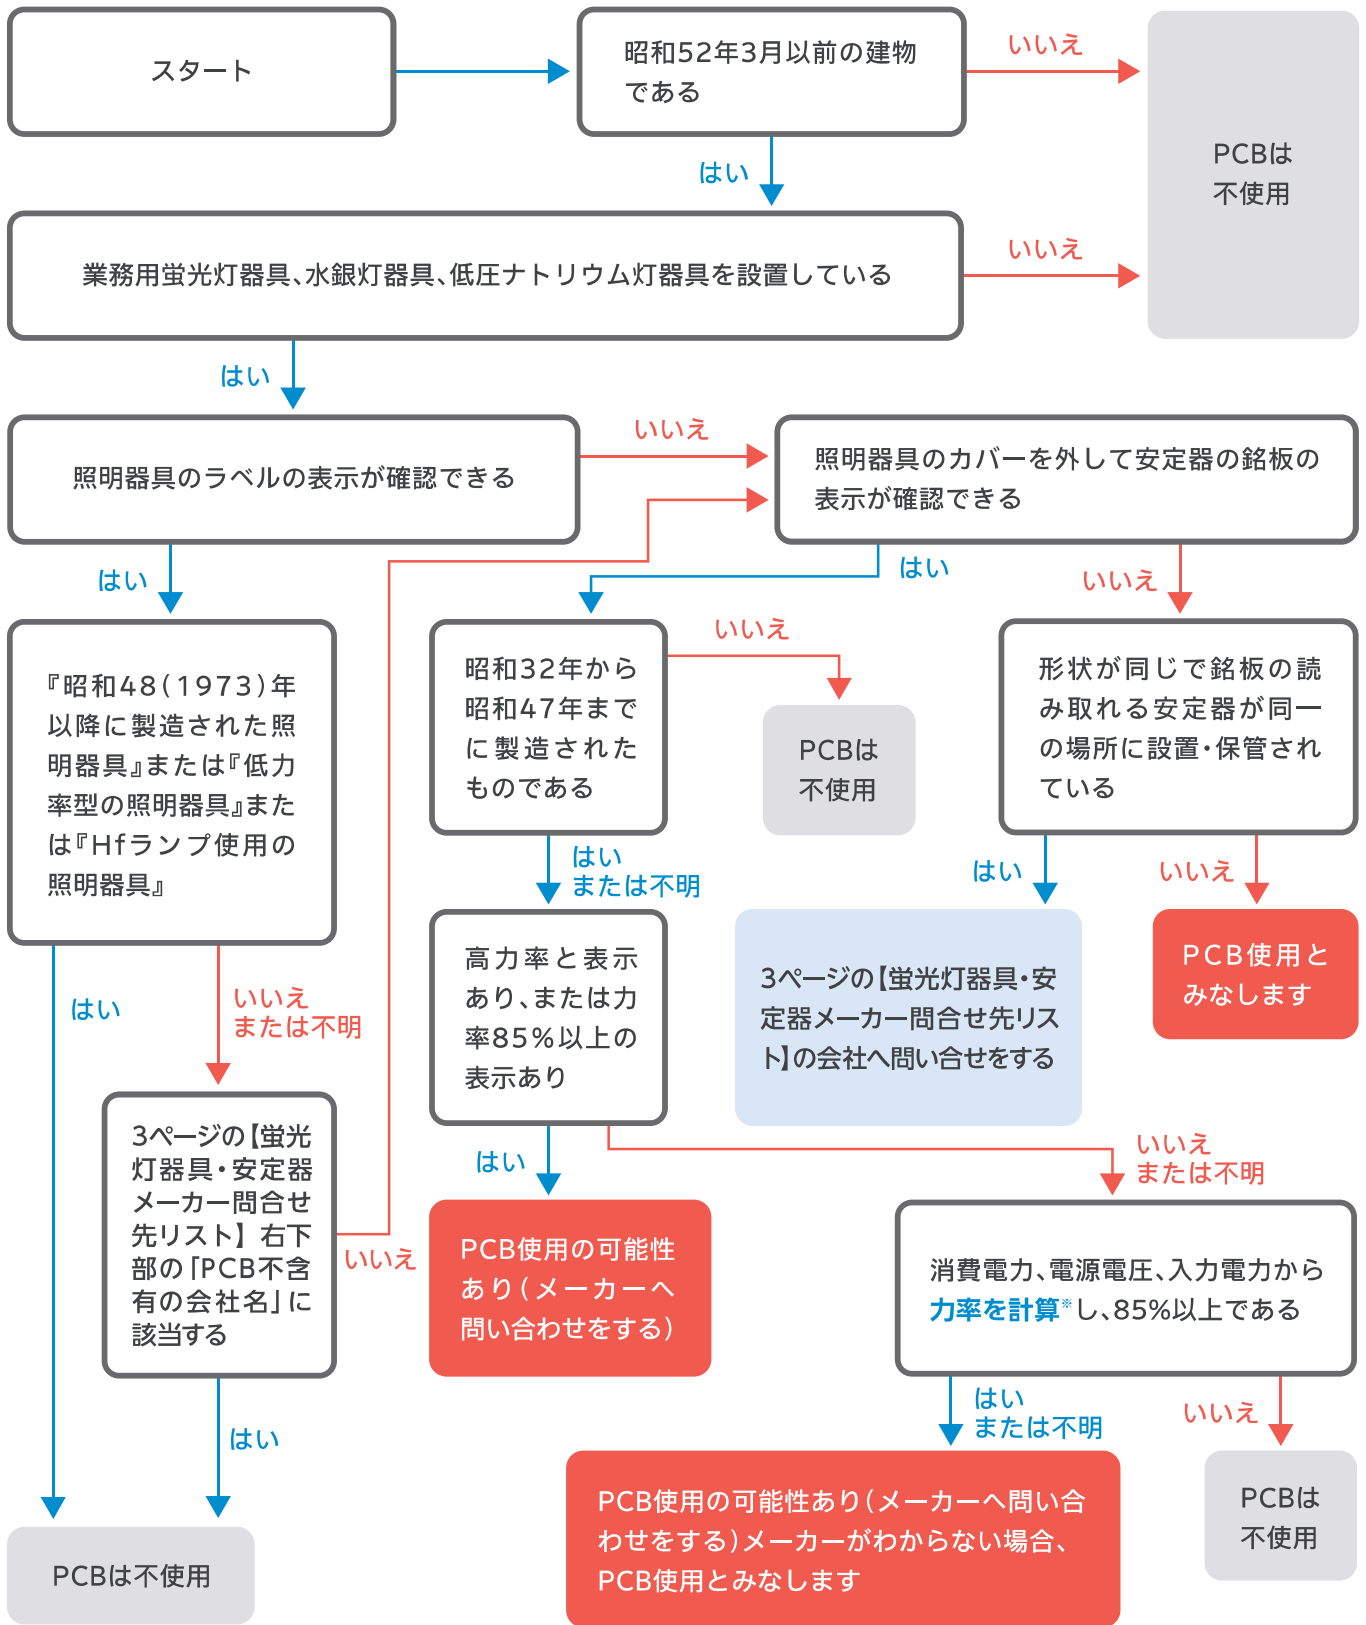 スタート
昭和52年3月以前の建物
である
いいえ
PCBは
不使用
はい
業務用蛍光灯器具、水銀灯器具、低圧ナトリウム灯器具を設置している
いいえ
はい
照明器具のラベルの表示が確認できる
いいえ
照明器具のカバーを外して安定器の銘板の
表示が確認できる
はい
はい
いいえ
『昭和48(1973)年
以降に製造された照
明器具』または『低力
率型の照明器具』また
は『Hfランプ使用の
照明器具』
昭和32年から
昭和47年まで
に製造された
ものである
いいえ
PCBは
不使用
形状が同じで銘板の読
み取れる安定器が同一
の場所に設置・保管され
ている
はい
または不明
はい
いいえ
高力率と表示
あり、または力
率85%以上の
表示あり
3ページの【蛍光灯器具・安
定器メーカー問合せ先リス
ト】の会社へ問い合せをする
PCB使用と
みなします
はい
いいえ
または不明
3ページの【蛍光
灯器具・安定器
メーカー問合せ
先リスト】右下
部の「PCB不含
有の会社名」に
該当する
いいえ
はい
いいえ
または不明
PCB使用の可能性
あり(メーカーへ
問い合わせをする)
消費電力、電源電圧、入力電力から
力率を計算※し、85%以上である
はい
はい
または不明
いいえ
PCBは不使用
PCB使用の可能性あり(メーカーへ問い合
わせをする)メーカーがわからない場合、
PCB使用とみなします
PCBは
不使用